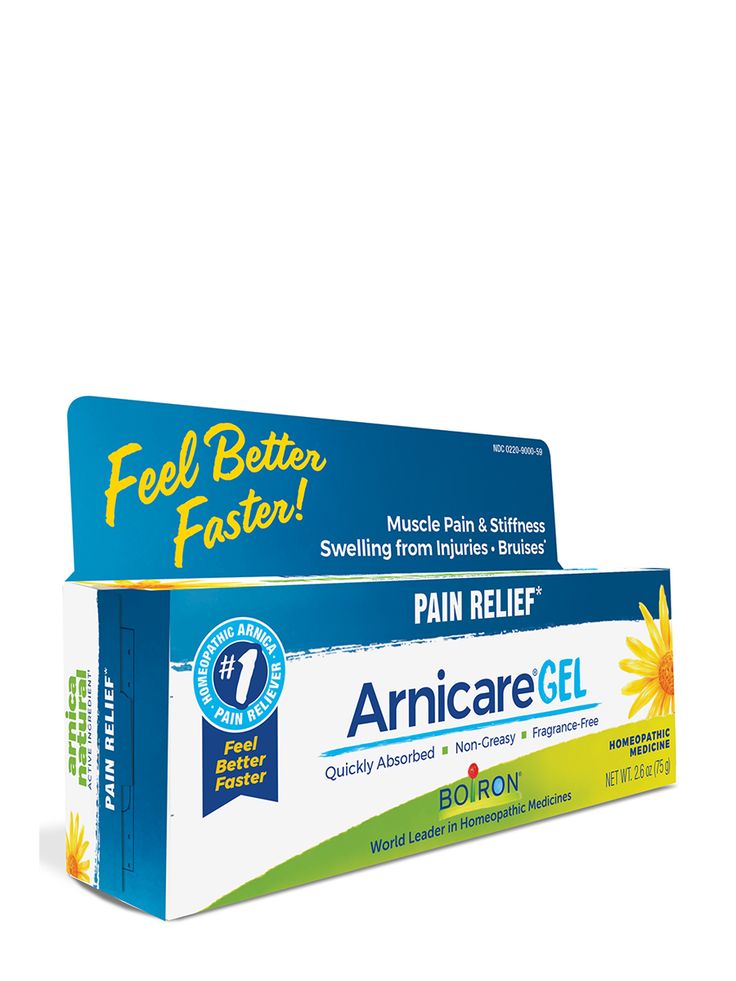 Feel Better
Faster!
NDC 0220-9000-59
Muscle Pain & Stiffness
Swelling from Injuries • Bruises*
PAIN RELIEF*
HOMEOPATHIC ARNICA
#1
PAIN RELIEVER
Feel
Better
Faster
Arnicare® GEL
Quickly Absorbed ■ Non-Greasy ■ Fragrance-Free
BOIRON®
World Leader in Homeopathic Medicines
HOMEOPATHIC
MEDICINE
NET WT. 2.6 oz (75 g)
arnica
natural
ACTIVE INGREDIENT
PAIN RELIEF*